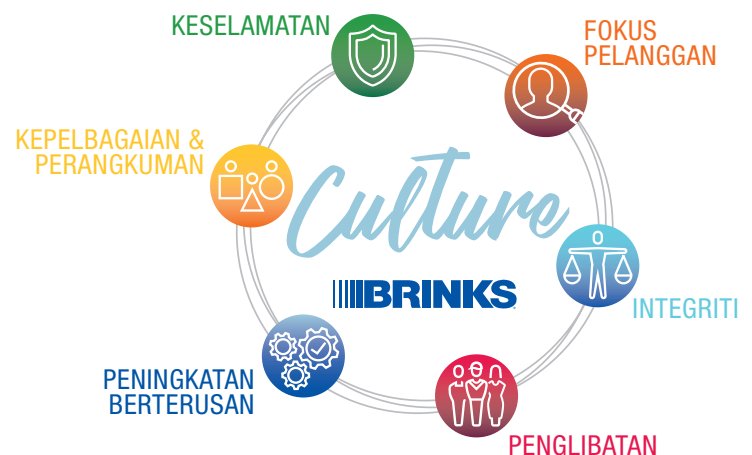 KESELAMATAN
FOKUS
PELANGGAN
KEPELBAGAIAN &
PERANGKUMAN
Culture
BRINKS
INTEGRITI
PENINGKATAN
BERTERUSAN
PENGLIBATAN